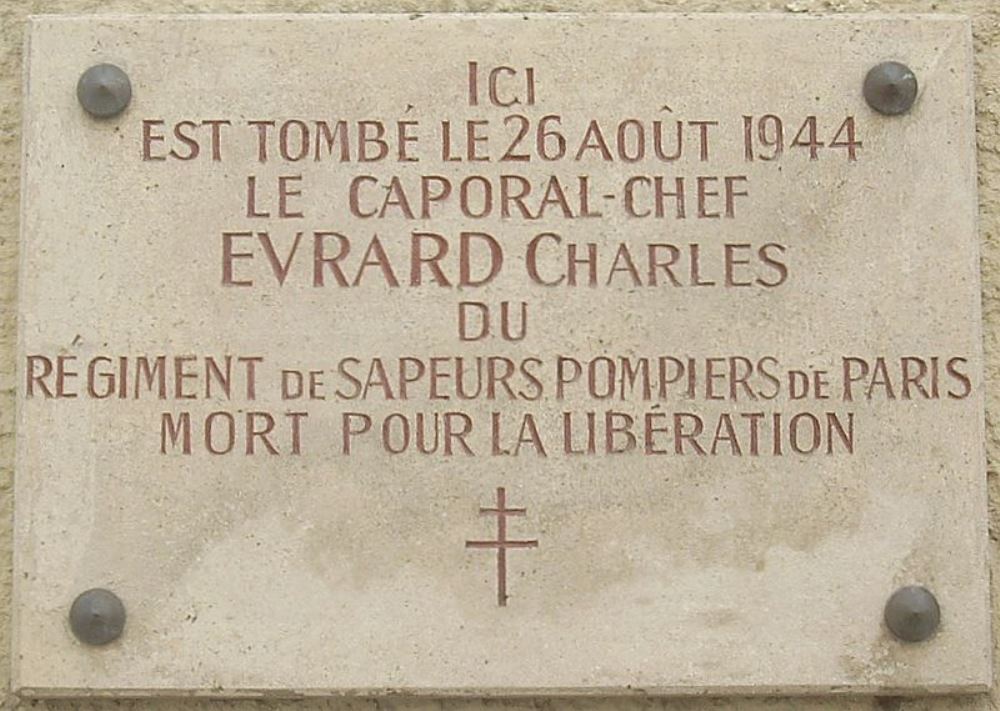 ICI
EST TOMBÉ LE 26 AOÛT 1944
LE CAPORAL-CHEF
EVRARD CHARLES
DU
RÉGIMENT DE SAPEURS POMPIERS DE PARIS
MORT POUR LA LIBÉRATION